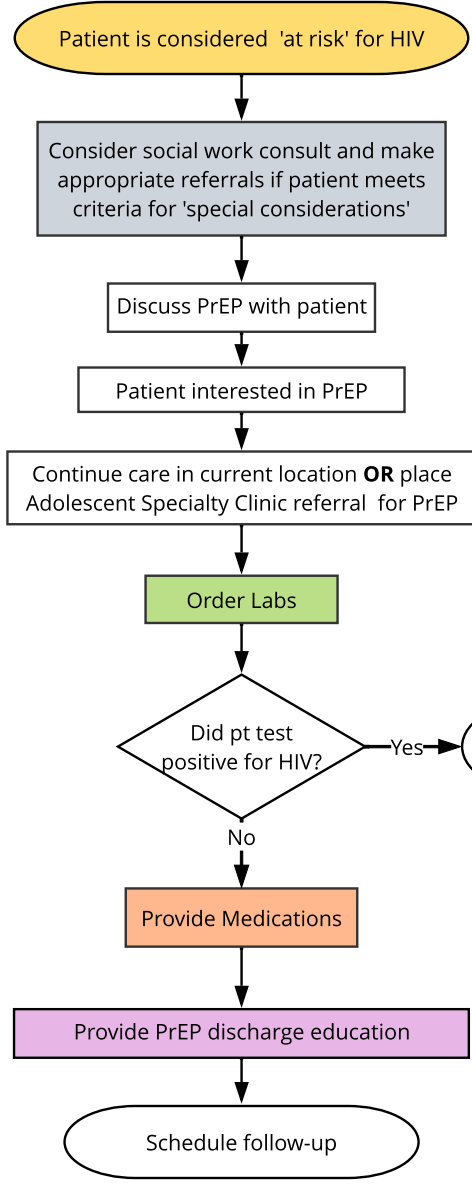 Patient is considered 'at risk' for HIV
Consider social work consult and make
appropriate referrals if patient meets
criteria for 'special considerations'
Discuss PrEP with patient
Patient interested in PrEP
Continue care in current location OR place
Adolescent Specialty Clinic referral for PrEP
Order Labs
Did pt test
positive for HIV?
Yes
No
Provide Medications
Provide PrEP discharge education
Schedule follow-up